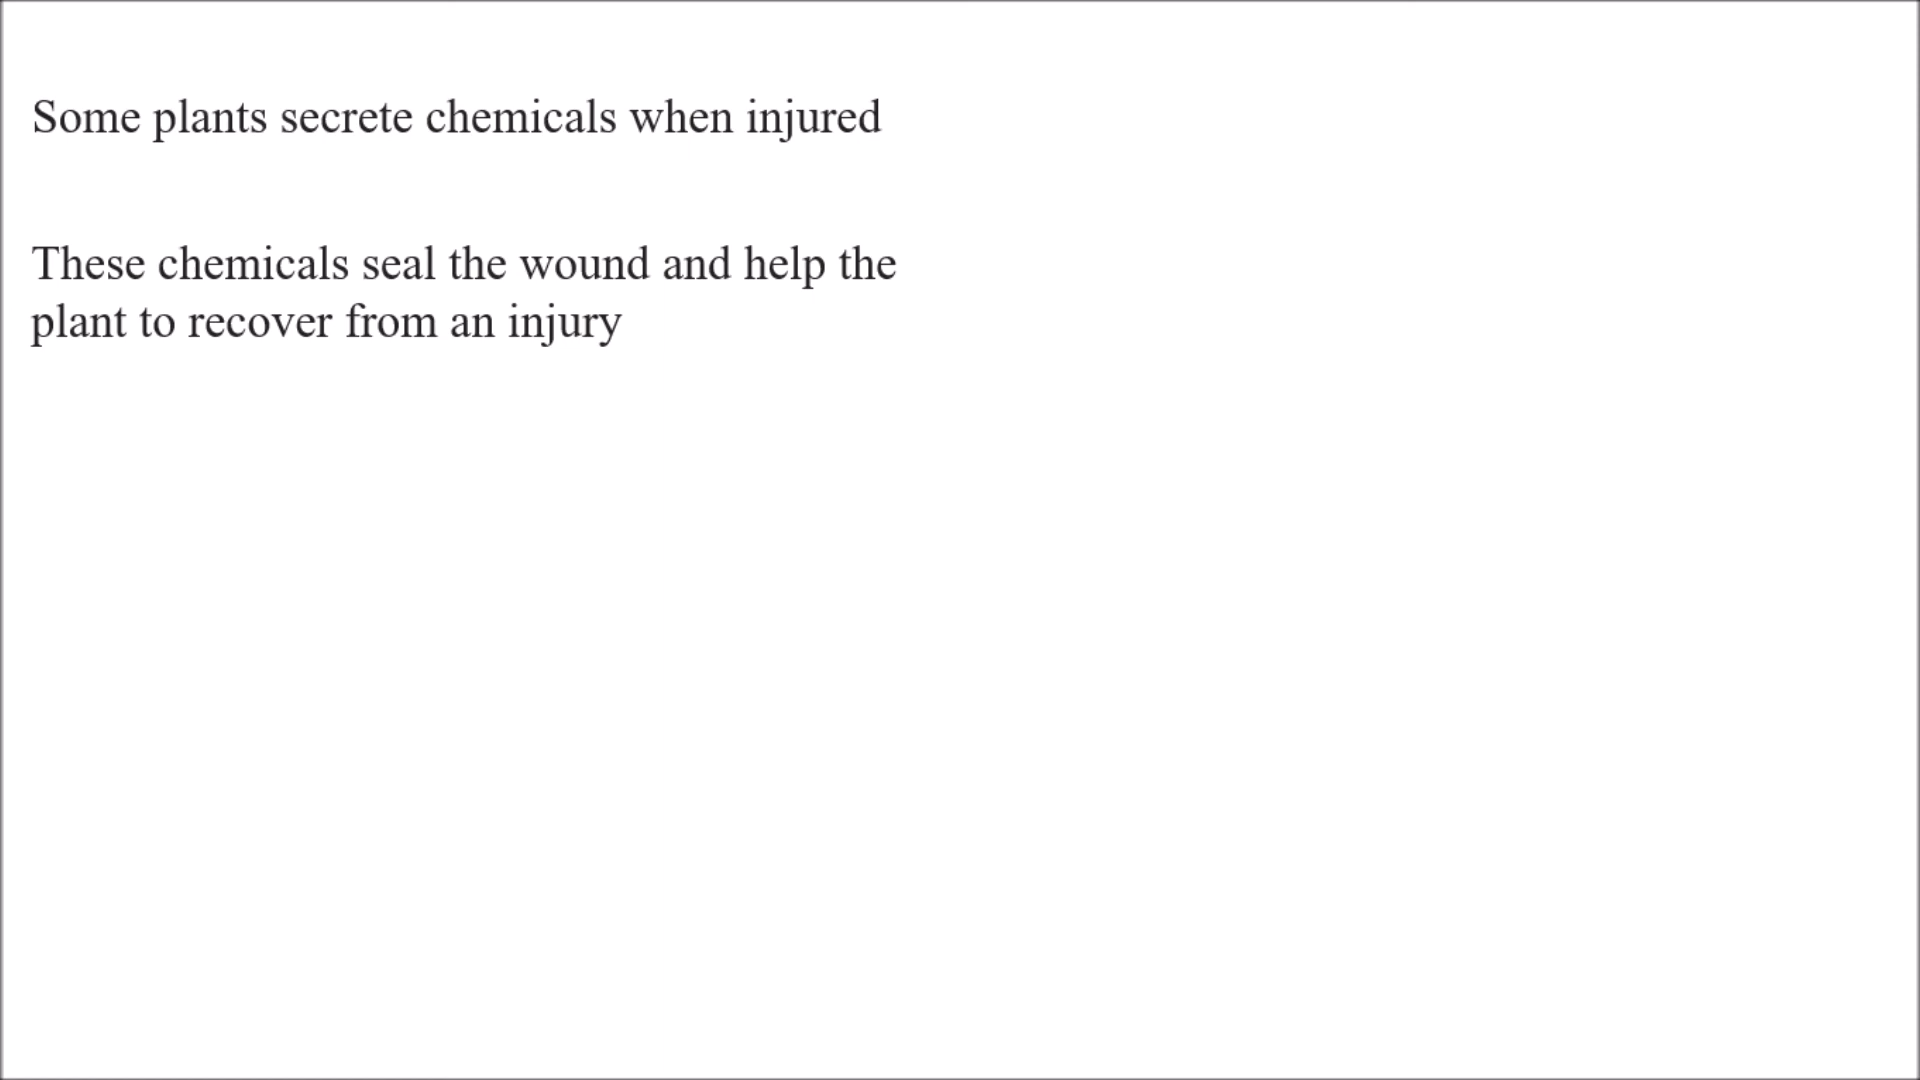 Some plants secrete chemicals when injured
These chemicals seal the wound and help the
plant to recover from an injury